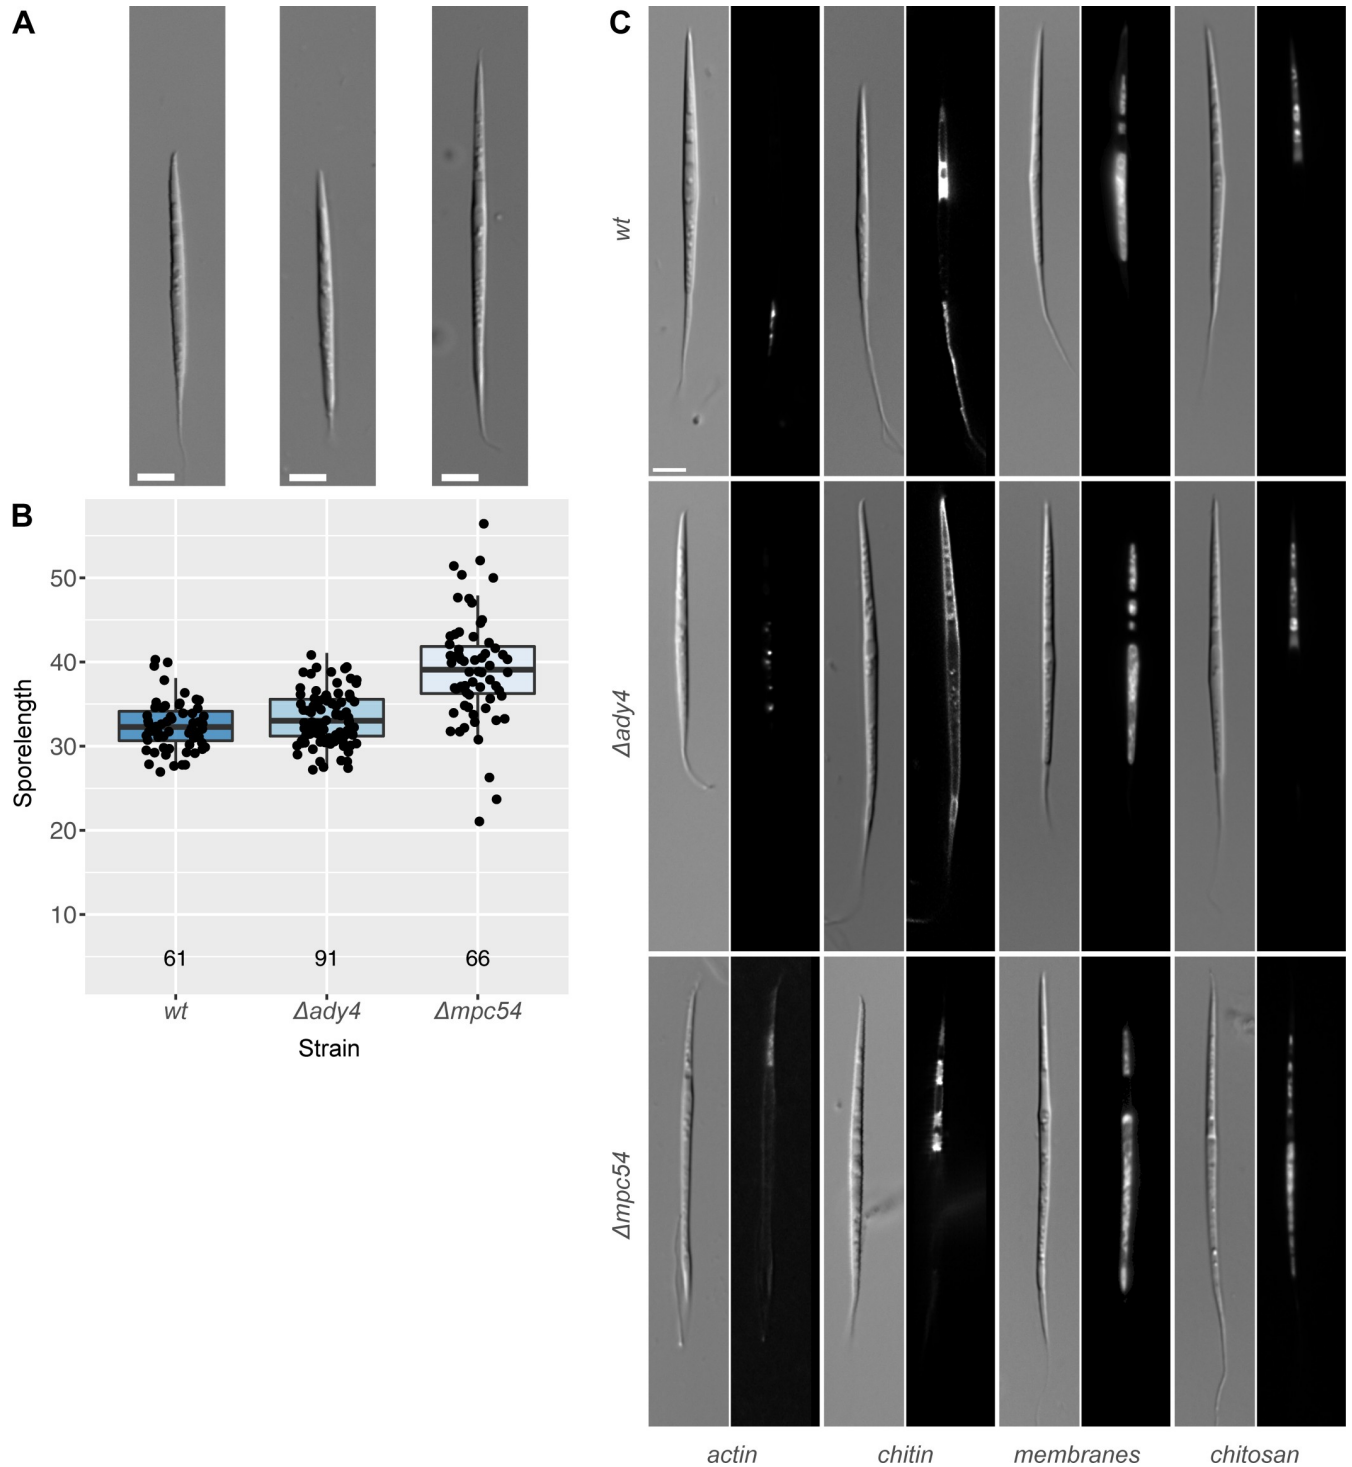 A
B
Sporelength
50
40
30
20
10
61 91 66
wt Δady4 Δmpc54
Strain
C
wt
Δady4
Δmpc54
actin chitin membranes chitosan